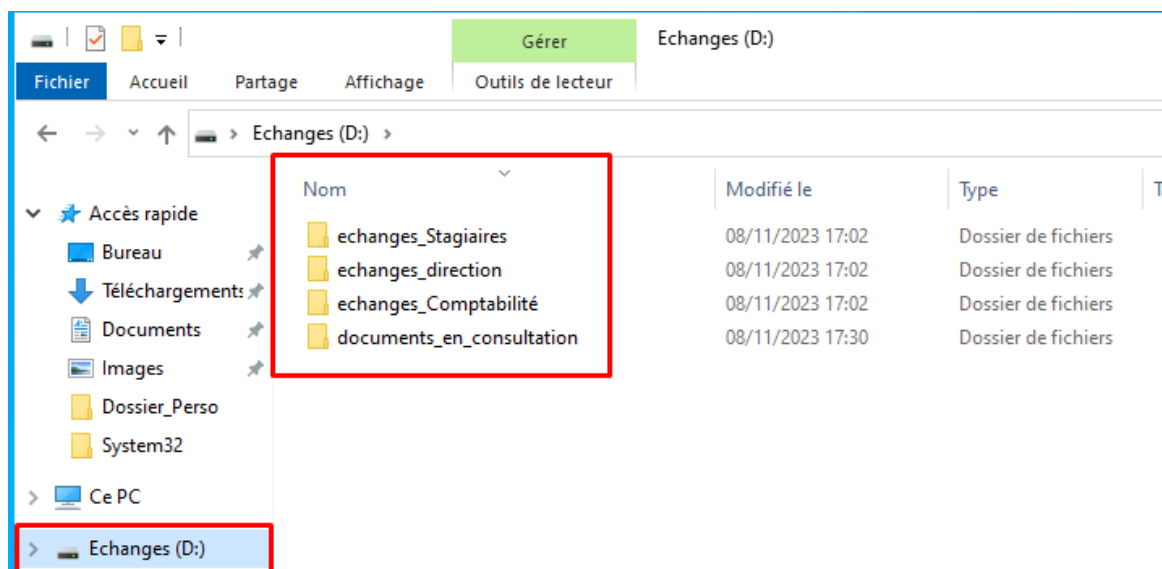 Gérer
Echanges (D:)
Fichier Accueil Partage Affichage Outils de lecteur
Echanges (D:)
Nom Modifié le Type T
Accès rapide
Bureau
Téléchargements
Documents
Images
Dossier_Perso
System32
Ce PC
Echanges (D:)
echanges_Stagiaires 08/11/2023 17:02 Dossier de fichiers
echanges_direction 08/11/2023 17:02 Dossier de fichiers
echanges_Comptabilité 08/11/2023 17:02 Dossier de fichiers
documents_en_consultation 08/11/2023 17:30 Dossier de fichiers